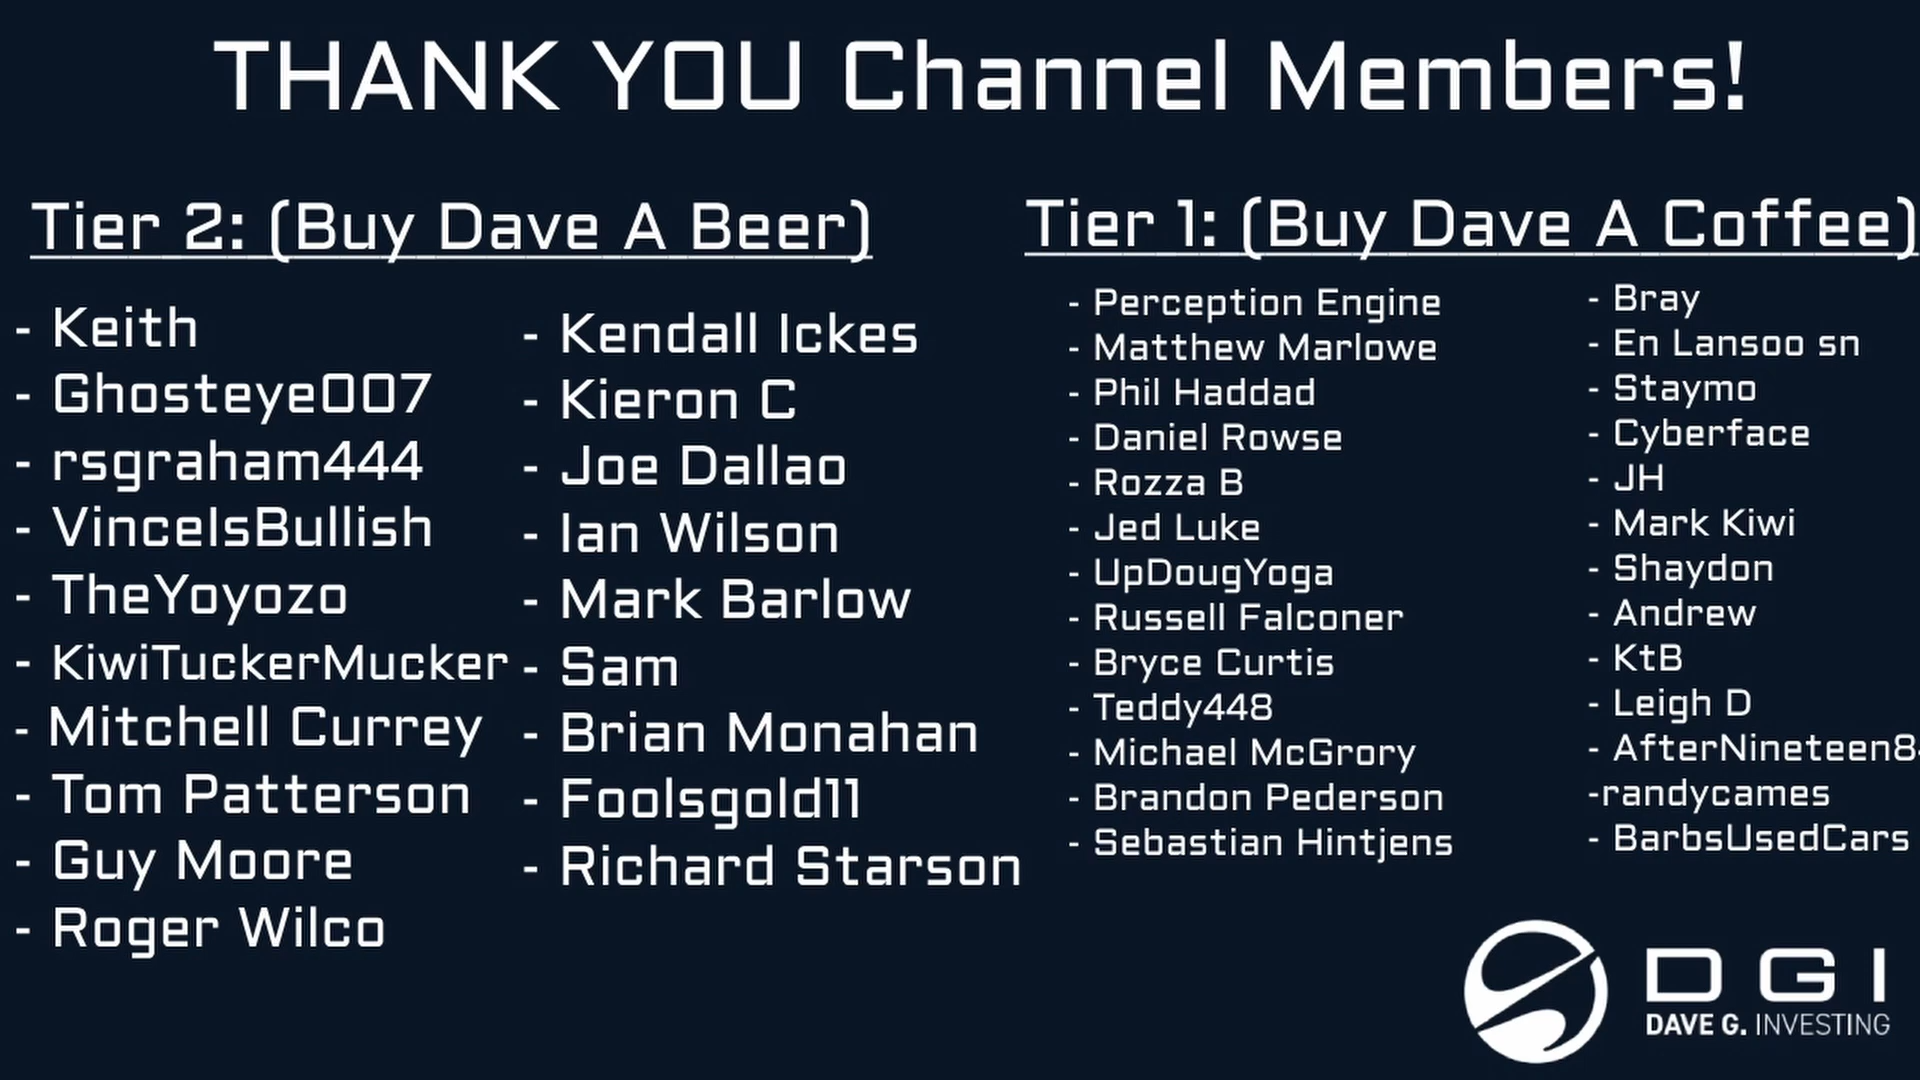 THANK YOU Channel Members!
Tier 2: (Buy Dave A Beer)
- Keith
- Ghosteye007
- rsgraham444
- VinceIsBullish
- TheYoyozo
- KiwiTuckerMucker
- Mitchell Currey
- Tom Patterson
- Guy Moore
- Roger Wilco
- Kendall Ickes
- Kieron C
- Joe Dallao
- Ian Wilson
- Mark Barlow
- Sam
- Brian Monahan
- Foolsgold11
- Richard Starson
Tier 1: (Buy Dave A Coffee)
- Perception Engine
- Matthew Marlowe
- Phil Haddad
- Daniel Rowse
- Rozza B
- Jed Luke
- UpDougYoga
- Russell Falconer
- Bryce Curtis
- Teddy448
- Michael McGrory
- Brandon Pederson
- Sebastian Hintjens
- Bray
- En Lansoo sn
- Staymo
- Cyberface
- JH
- Mark Kiwi
- Shaydon
- Andrew
- KtB
- Leigh D
- AfterNineteen8
-randycames
- BarbsUsedCars
DGI
DAVE G. INVESTING